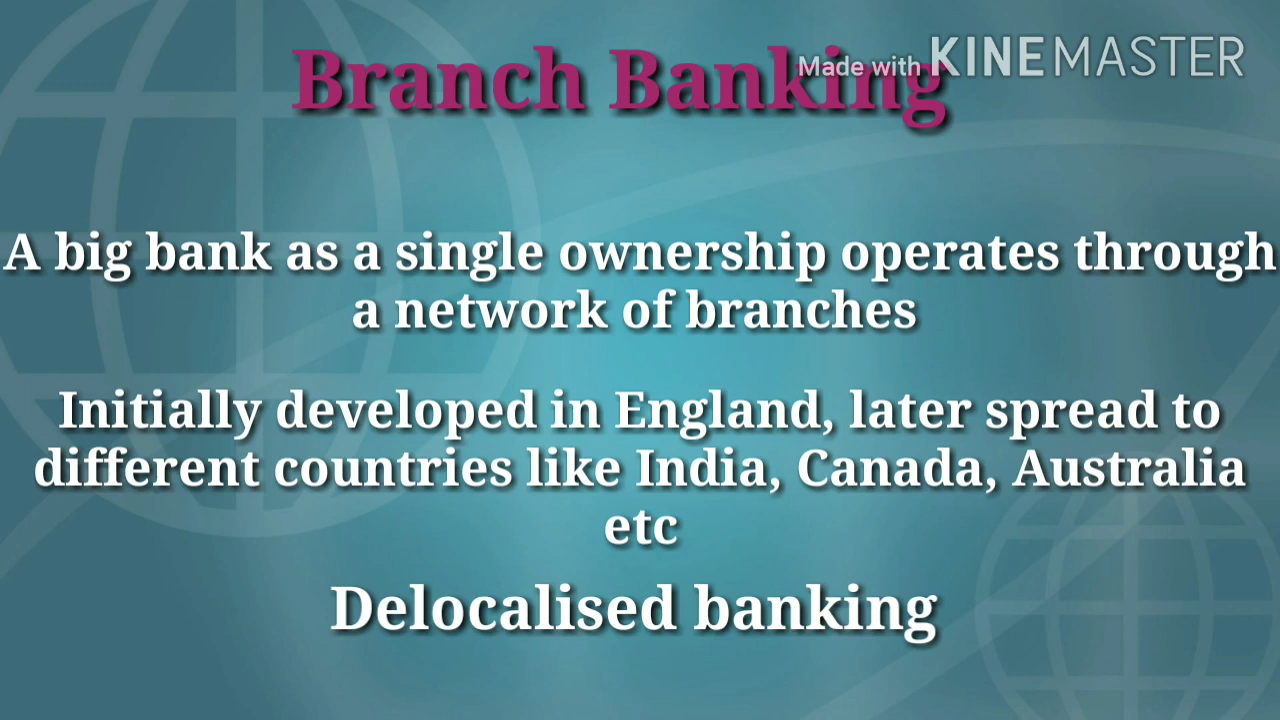 Branch Banking
Made with KINEMASTER
A big bank as a single ownership operates through
a network of branches
Initially developed in England, later spread to
different countries like India, Canada, Australia
etc
Delocalised banking